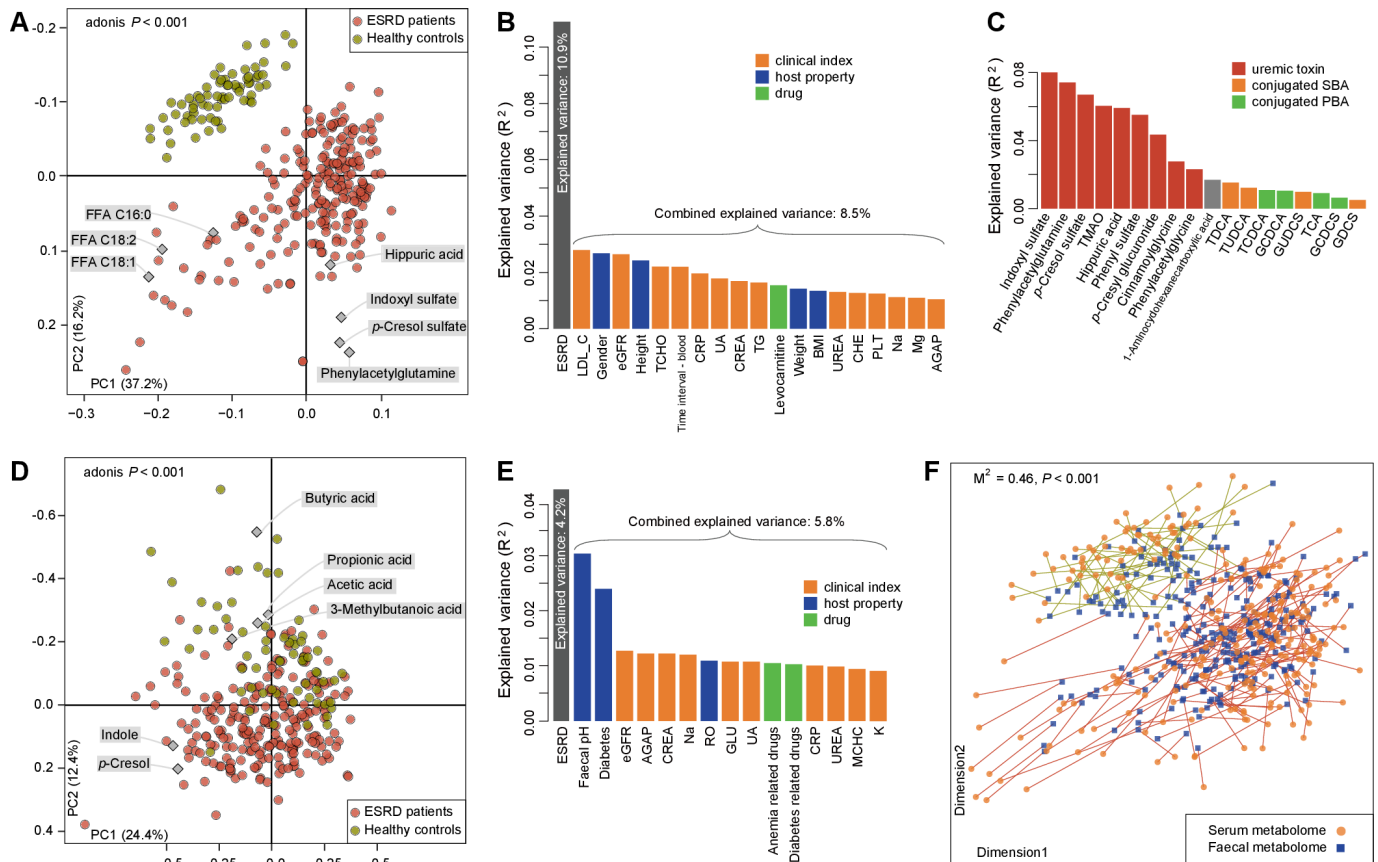 A
adonis P < 0.001
ESRD patients
Healthy controls
-0.2
-0.1
0.0
0.1
0.2
FFA C16:0
FFA C18:2
FFA C18:1
Hippuric acid
Indoxyl sulfate
p-Cresol sulfate
Phenylacetylglutamine
PC2 (16.2%)
PC1 (37.2%)
−0.3
−0.2
−0.1
0.0
0.1
B
Explained variance (R²)
0.10
0.08
0.06
0.04
0.02
0.00
Explained variance: 10.9%
clinical index
host property
drug
Combined explained variance: 8.5%
ESRD
LDL_C
Gender
eGFR
Height
TCHO
Time interval - blood
CRP
UA
CREA
TG
Levocarnitine
Weight
BMI
UREA
CHE
PLT
Na
Mg
AGAP
C
Explained variance (R²)
0.08
0.04
0.00
uremic toxin
conjugated SBA
conjugated PBA
Indoxyl sulfate
Phenylacetylglutamine
p-Cresol sulfate
TMAO
Hippuric acid
Phenyl sulfate
p-Cresyl glucuronide
Cinnamoylglycine
Phenylacetylglycine
1-Aminocydohexanecarboxylic acid
TDCA
TUDCA
TCDCA
GCDCA
GUDCS
TCA
GCDCS
GDCS
D
adonis P < 0.001
-0.6
-0.4
-0.2
0.0
0.2
0.4
Butyric acid
Propionic acid
Acetic acid
3-Methylbutanoic acid
Indole
p-Cresol
PC2 (12.4%)
PC1 (24.4%)
ESRD patients
Healthy controls
E
Explained variance (R²)
0.04
0.03
0.02
0.01
0.00
Explained variance: 4.2%
Combined explained variance: 5.8%
clinical index
host property
drug
ESRD
Faecal pH
Diabetes
eGFR
AGAP
CREA
Na
RO
GLU
UA
Anemia related drugs
Diabetes related drugs
CRP
UREA
MCHC
K
F
M² = 0.46, P < 0.001
Dimension2
Dimension1
Serum metabolome
Faecal metabolome